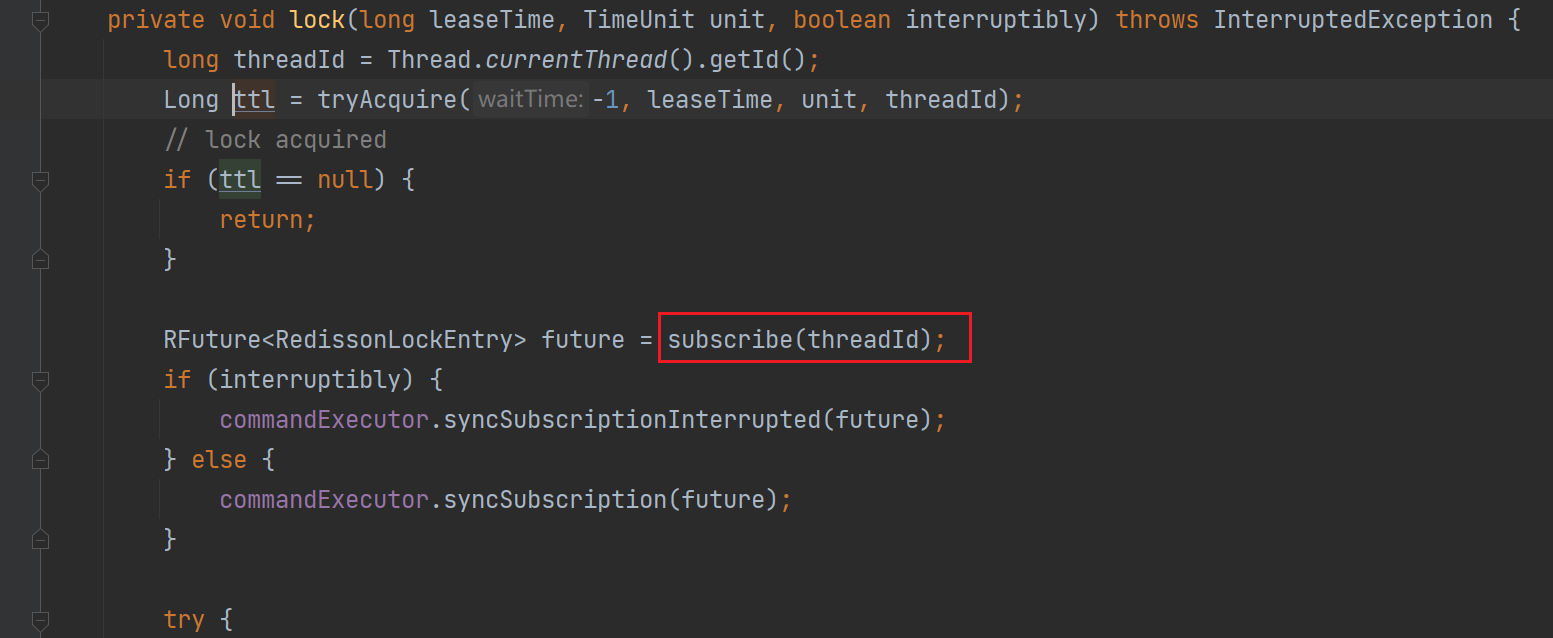 private void lock(long leaseTime, TimeUnit unit, boolean interruptibly) throws InterruptedException {
long threadId = Thread.currentThread().getId();
Long ttl = tryAcquire( waitTime: -1, leaseTime, unit, threadId);
// lock acquired
if (ttl == null) {
return;
}
RFuture<RedissonLockEntry> future = subscribe(threadId);
if (interruptibly) {
commandExecutor.syncSubscriptionInterrupted(future);
} else {
commandExecutor.syncSubscription(future);
}
try {